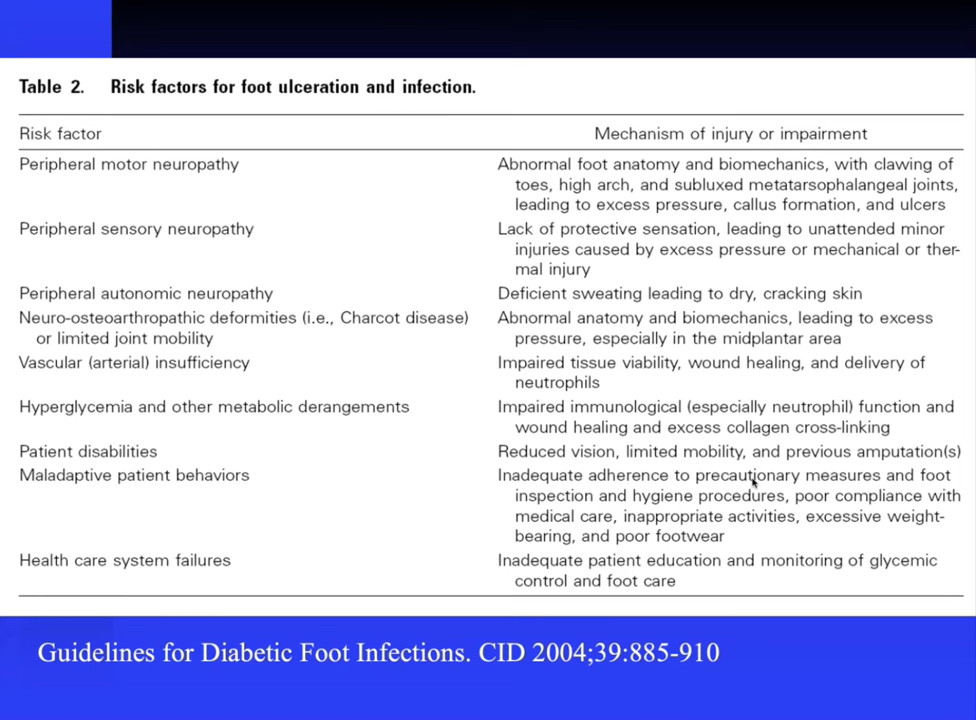 Table 2. Risk factors for foot ulceration and infection.
Risk factor
Mechanism of injury or impairment
Peripheral motor neuropathy
Abnormal foot anatomy and biomechanics, with clawing of
toes, high arch, and subluxed metatarsophalangeal joints,
leading to excess pressure, callus formation, and ulcers
Peripheral sensory neuropathy
Lack of protective sensation, leading to unattended minor
injuries caused by excess pressure or mechanical or ther-
mal injury
Peripheral autonomic neuropathy
Deficient sweating leading to dry, cracking skin
Neuro-osteoarthropathic deformities (i.e., Charcot disease)
or limited joint mobility
Abnormal anatomy and biomechanics, leading to excess
pressure, especially in the midplantar area
Vascular (arterial) insufficiency
Impaired tissue viability, wound healing, and delivery of
neutrophils
Hyperglycemia and other metabolic derangements
Impaired immunological (especially neutrophil) function and
wound healing and excess collagen cross-linking
Patient disabilities
Reduced vision, limited mobility, and previous amputation(s)
Maladaptive patient behaviors
Inadequate adherence to precautionary measures and foot
inspection and hygiene procedures, poor compliance with
medical care, inappropriate activities, excessive weight-
bearing, and poor footwear
Health care system failures
Inadequate patient education and monitoring of glycemic
control and foot care
Guidelines for Diabetic Foot Infections. CID 2004;39:885-910